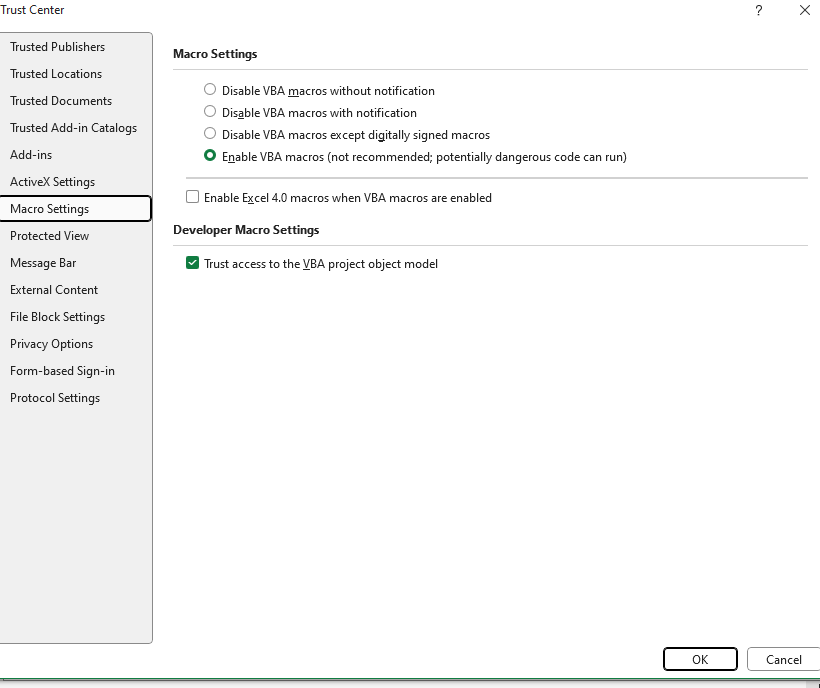 Trust Center
?
Trusted Publishers
Trusted Locations
Trusted Documents
Trusted Add-in Catalogs
Add-ins
ActiveX Settings
Macro Settings
Protected View
Message Bar
External Content
File Block Settings
Privacy Options
Form-based Sign-in
Protocol Settings
Macro Settings
Disable VBA macros without notification
Disable VBA macros with notification
Disable VBA macros except digitally signed macros
Enable VBA macros (not recommended; potentially dangerous code can run)
Enable Excel 4.0 macros when VBA macros are enabled
Developer Macro Settings
Trust access to the VBA project object model
OK
Cancel